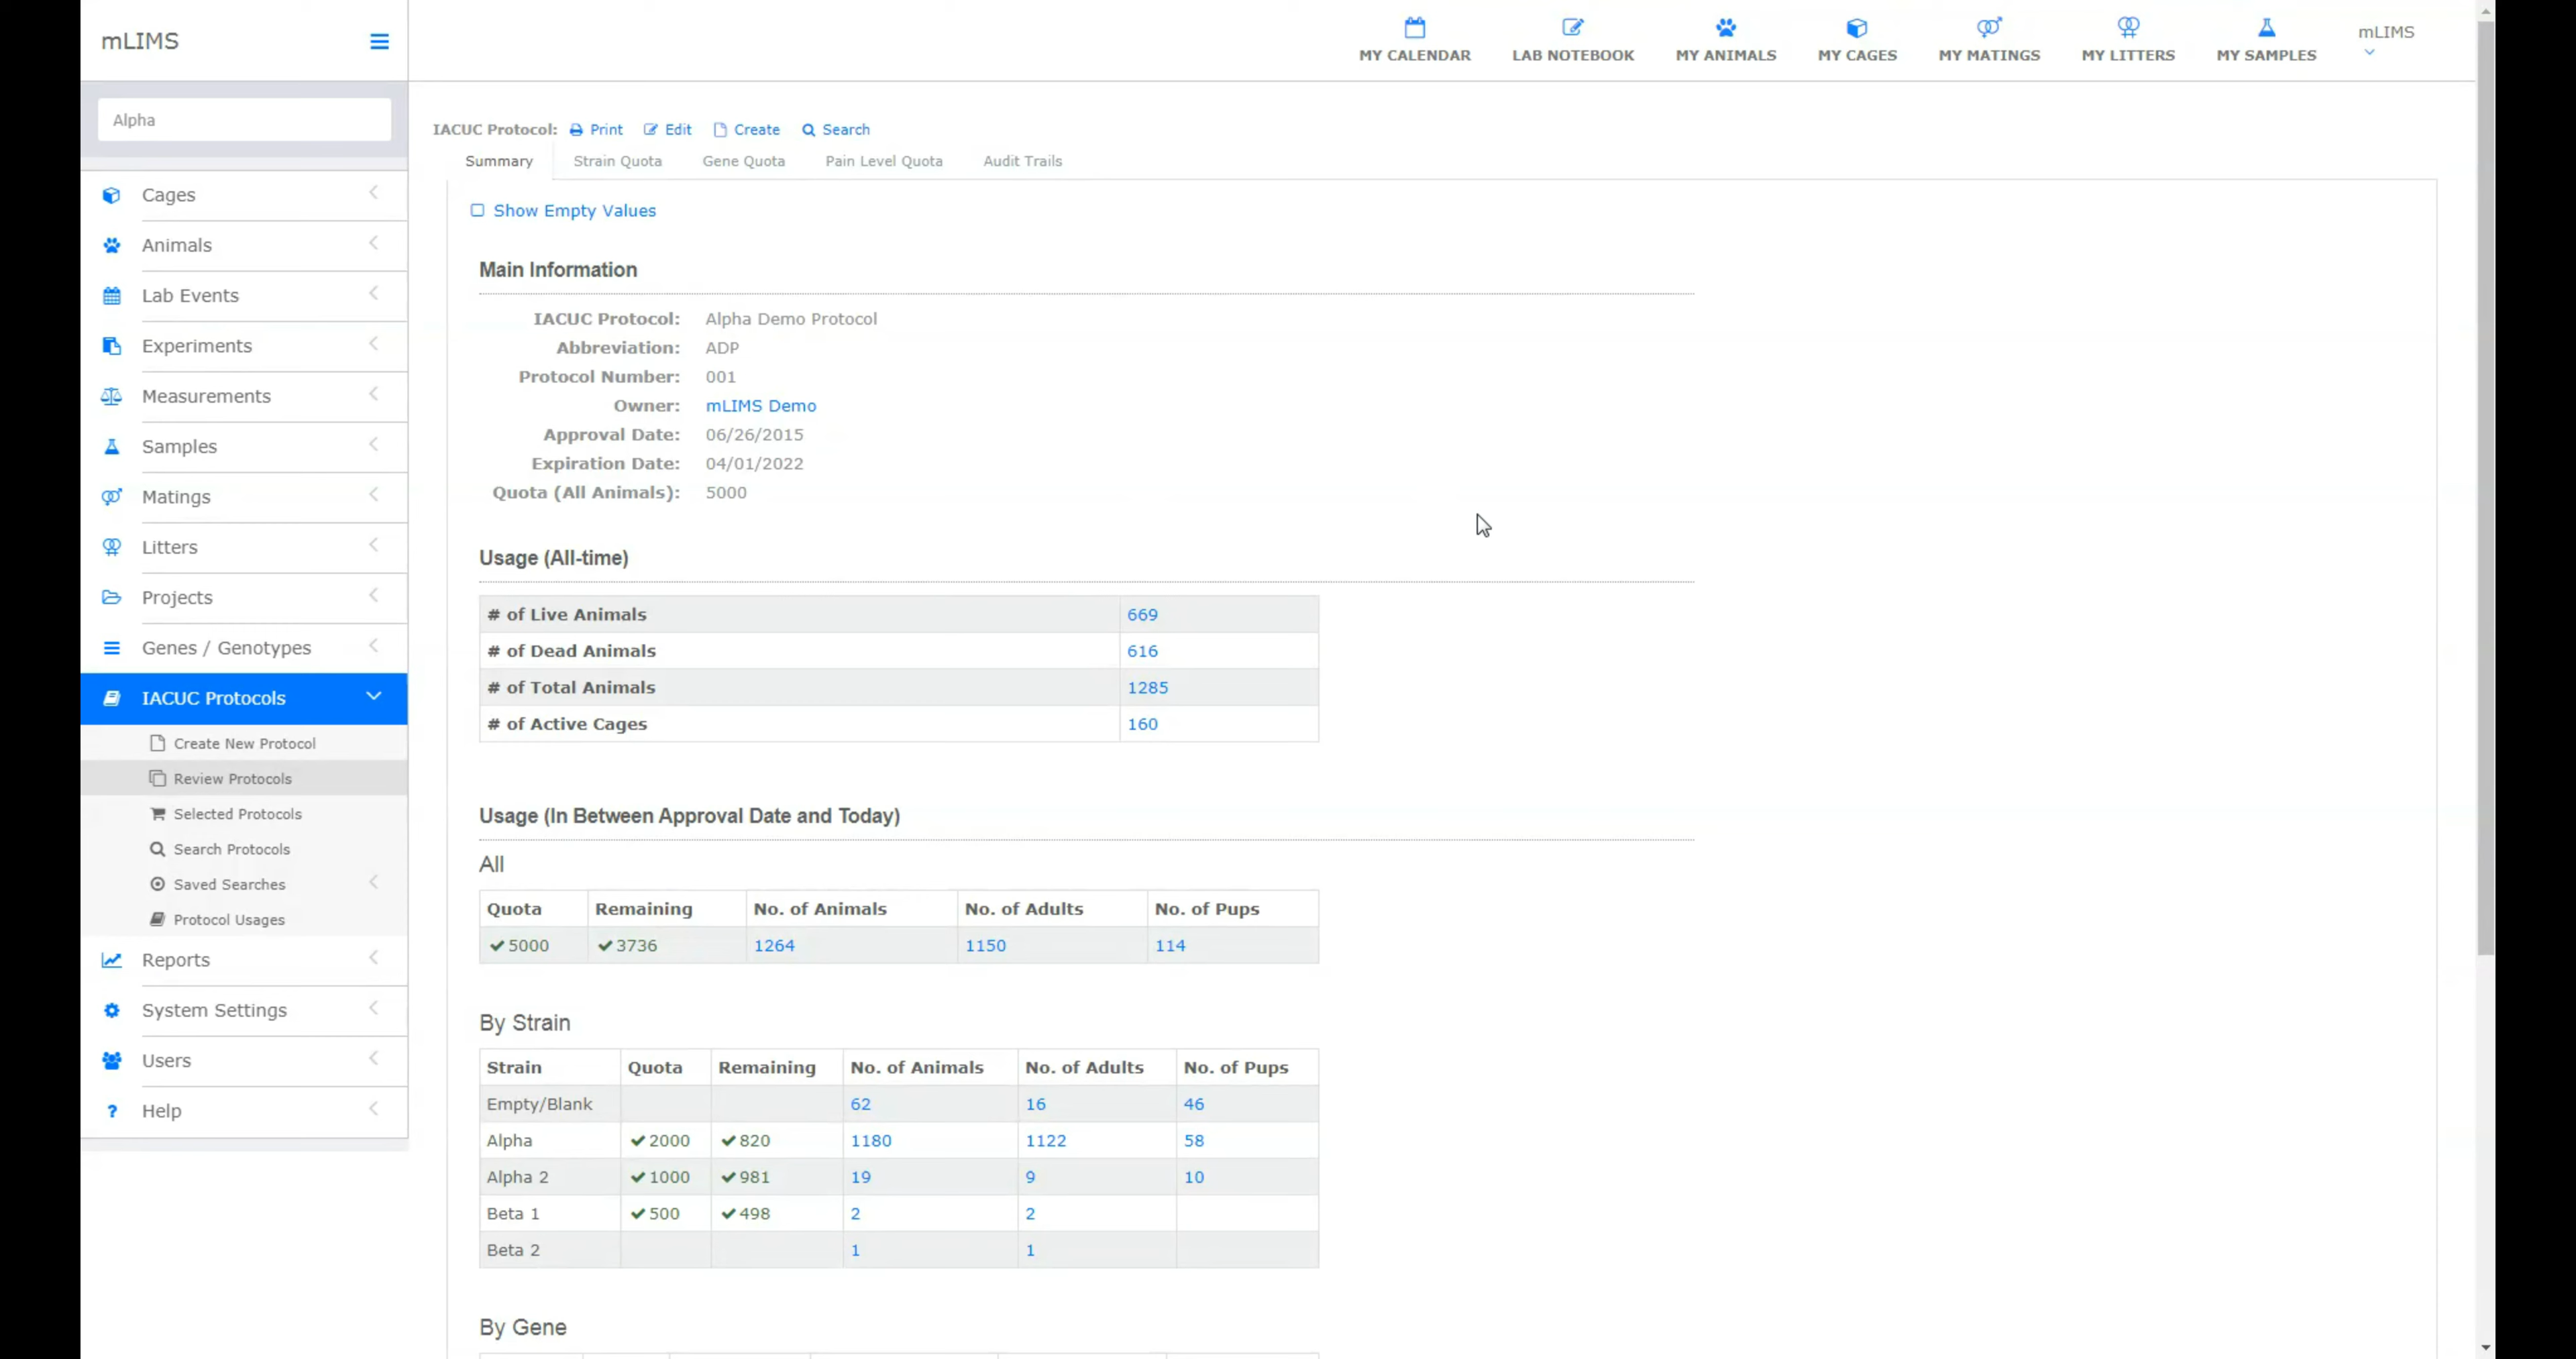 mLIMS
MY CALENDAR
LAB NOTEBOOK
MY ANIMALS
MY CAGES
MY MATINGS
MY LITTERS
MY SAMPLES
mLIMS
Alpha
Cages
Animals
Lab Events
Experiments
Measurements
Samples
Matings
Litters
Projects
Genes / Genotypes
IACUC Protocols
Create New Protocol
Review Protocols
Selected Protocols
Search Protocols
Saved Searches
Protocol Usages
Reports
System Settings
Users
Help
IACUC Protocol: Print Edit Create Search
Summary Strain Quota Gene Quota Pain Level Quota Audit Trails
Show Empty Values
Main Information
IACUC Protocol: Alpha Demo Protocol
Abbreviation: ADP
Protocol Number: 001
Owner: mLIMS Demo
Approval Date: 06/26/2015
Expiration Date: 04/01/2022
Quota (All Animals): 5000
Usage (All-time)
# of Live Animals 669
# of Dead Animals 616
# of Total Animals 1285
# of Active Cages 160
Usage (In Between Approval Date and Today)
All
Quota Remaining No. of Animals No. of Adults No. of Pups
5000 3736 1264 1150 114
By Strain
Strain Quota Remaining No. of Animals No. of Adults No. of Pups
Empty/Blank 62 16 46
Alpha 2000 820 1180 1122 58
Alpha 2 1000 981 19 9 10
Beta 1 500 498 2 2
Beta 2 1 1
By Gene